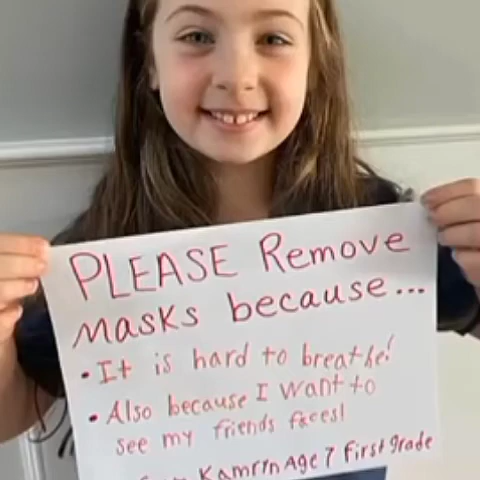 PLEASE Remove
Masks because...
• It is hard to breathe!
• Also because I want to
see my friends faces!
Kamryn Age 7 First grade